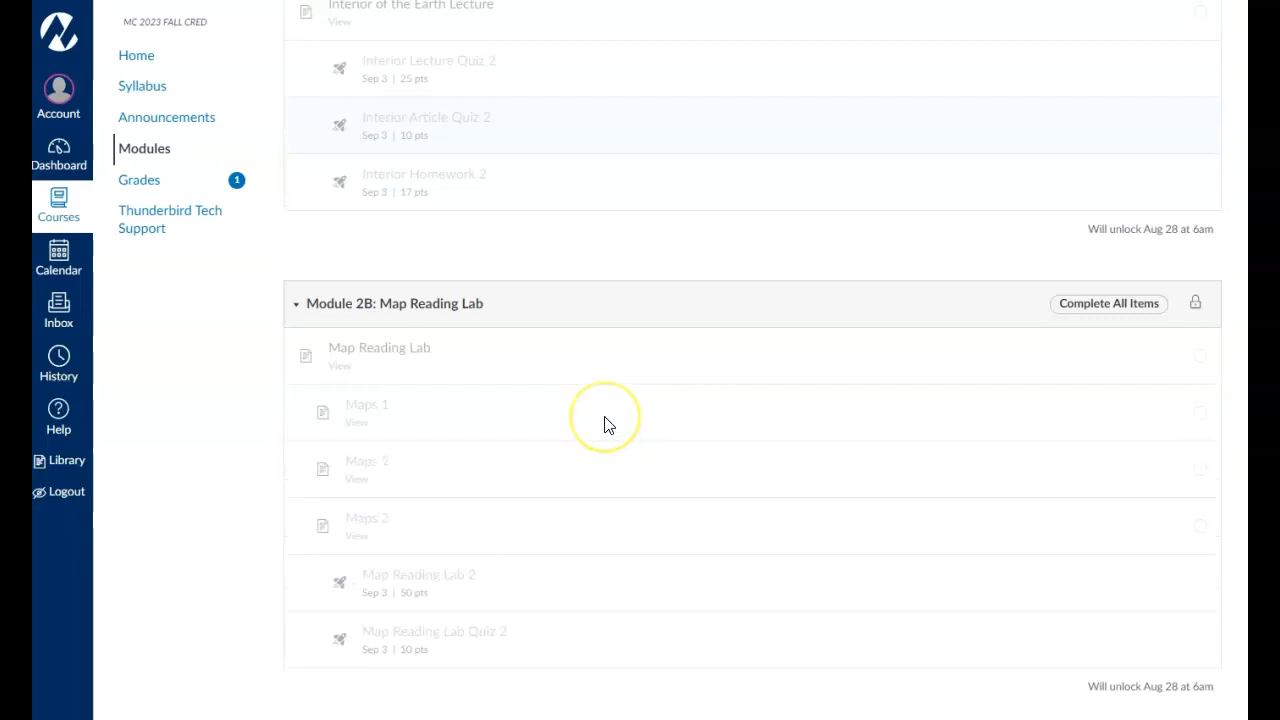 MC 2023 FALL CRED
Home
Syllabus
Announcements
Modules
Grades
1
Thunderbird Tech
Support
Account
Dashboard
Courses
Calendar
Inbox
History
Help
Library
Logout
Interior of the Earth Lecture
View
Interior Lecture Quiz 2
Sep 3 | 25 pts
Interior Article Quiz 2
Sep 3 | 10 pts
Interior Homework 2
Sep 3 | 17 pts
Will unlock Aug 28 at 6am
Module 2B: Map Reading Lab
Complete All Items
Map Reading Lab
View
Maps 1
View
Maps 2
View
Maps 2
View
Map Reading Lab 2
Sep 3 | 50 pts
Map Reading Lab Quiz 2
Sep 3 | 10 pts
Will unlock Aug 28 at 6am